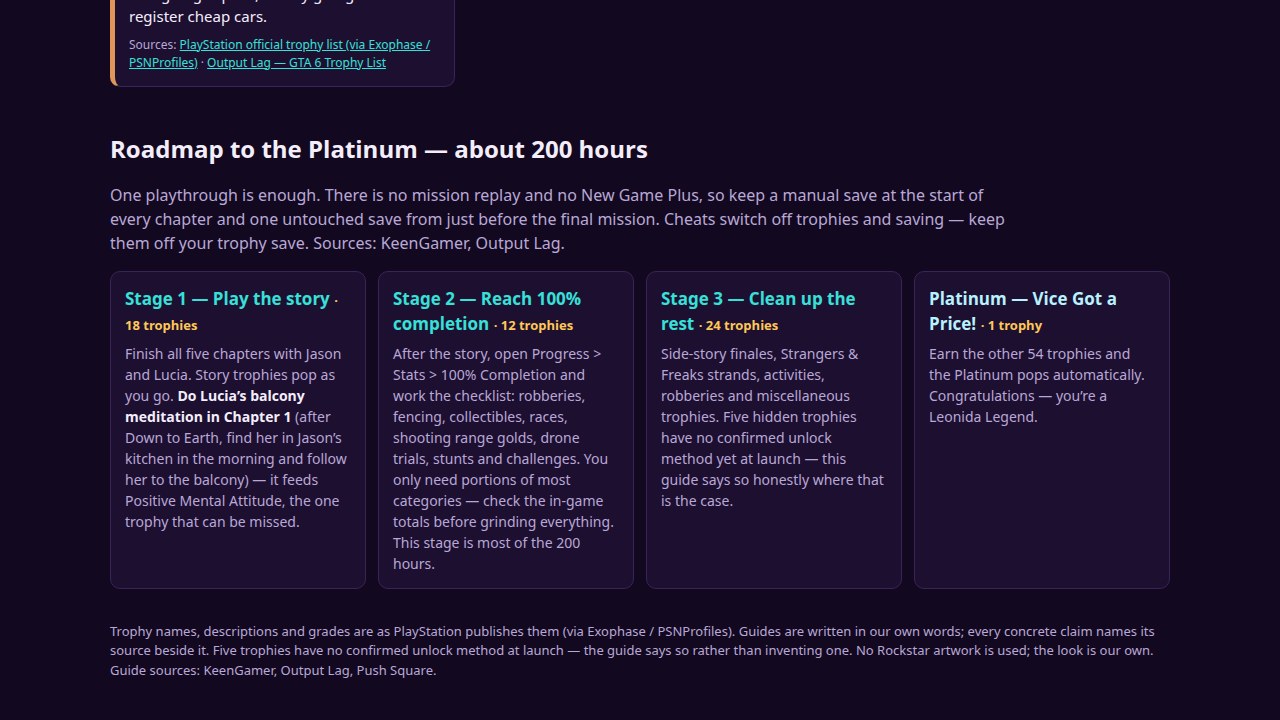 register cheap cars.
Sources: PlayStation official trophy list (via Exophase /
PSNProfiles) · Output Lag — GTA 6 Trophy List
Roadmap to the Platinum — about 200 hours
One playthrough is enough. There is no mission replay and no New Game Plus, so keep a manual save at the start of
every chapter and one untouched save from just before the final mission. Cheats switch off trophies and saving — keep
them off your trophy save. Sources: KeenGamer, Output Lag.
Stage 1 — Play the story ·
18 trophies
Finish all five chapters with Jason
and Lucia. Story trophies pop as
you go. Do Lucia’s balcony
meditation in Chapter 1 (after
Down to Earth, find her in Jason’s
kitchen in the morning and follow
her to the balcony) — it feeds
Positive Mental Attitude, the one
trophy that can be missed.
Stage 2 — Reach 100%
completion · 12 trophies
After the story, open Progress >
Stats > 100% Completion and
work the checklist: robberies,
fencing, collectibles, races,
shooting range golds, drone
trials, stunts and challenges. You
only need portions of most
categories — check the in-game
totals before grinding everything.
This stage is most of the 200
hours.
Stage 3 — Clean up the
rest · 24 trophies
Side-story finales, Strangers &
Freaks strands, activities,
robberies and miscellaneous
trophies. Five hidden trophies
have no confirmed unlock
method yet at launch — this
guide says so honestly where that
is the case.
Platinum — Vice Got a
Price! · 1 trophy
Earn the other 54 trophies and
the Platinum pops automatically.
Congratulations — you’re a
Leonida Legend.
Trophy names, descriptions and grades are as PlayStation publishes them (via Exophase / PSNProfiles). Guides are written in our own words; every concrete claim names its
source beside it. Five trophies have no confirmed unlock method at launch — the guide says so rather than inventing one. No Rockstar artwork is used; the look is our own.
Guide sources: KeenGamer, Output Lag, Push Square.